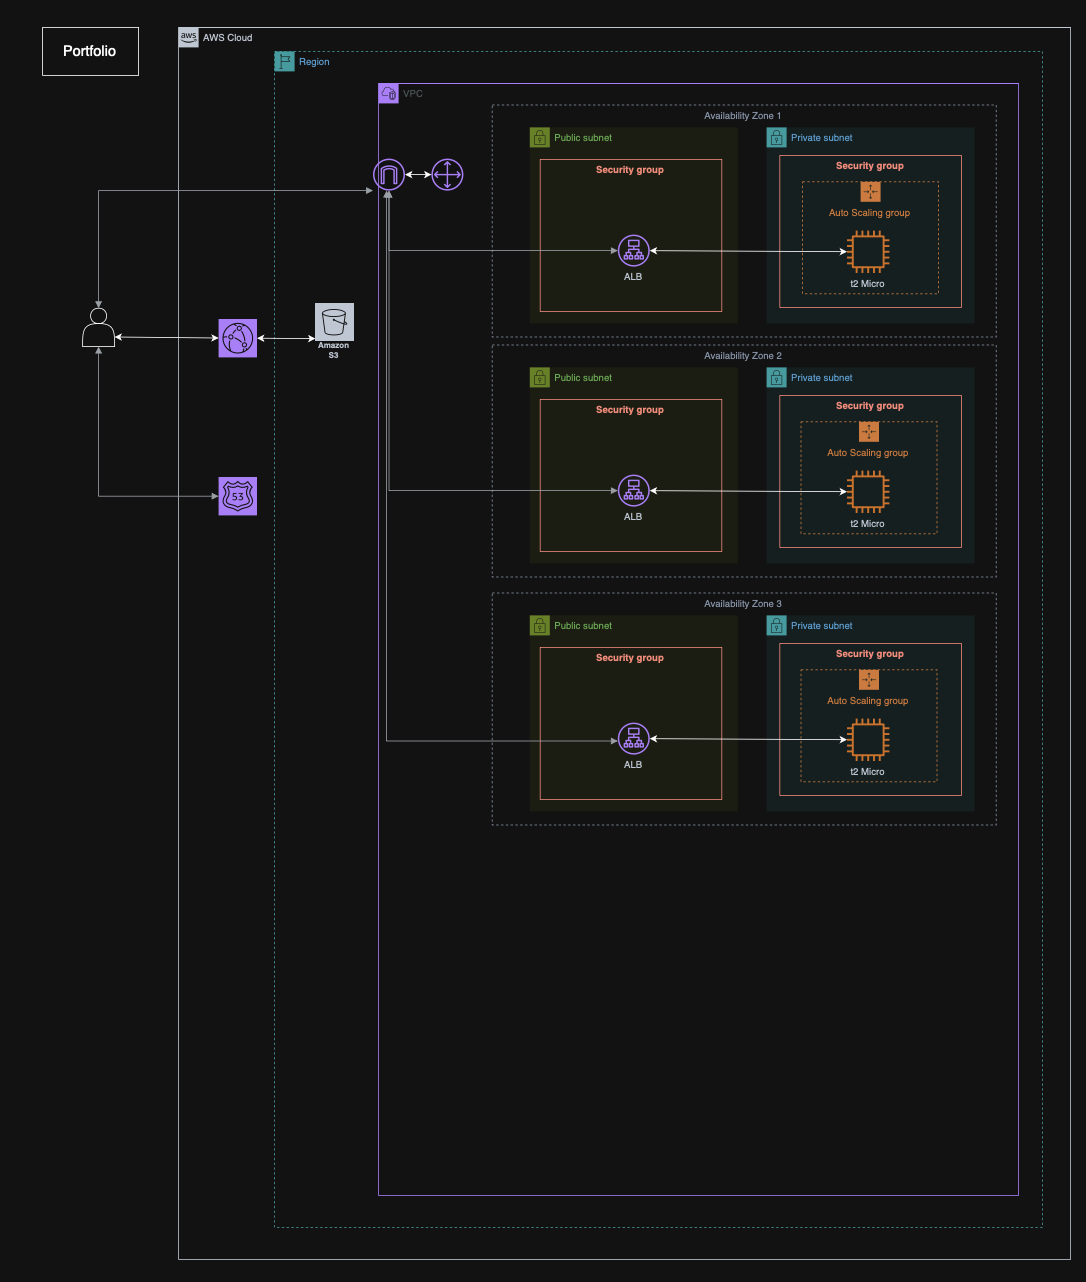 Portfolio
aws
AWS Cloud
Region
VPC
Availability Zone 1
Public subnet
Private subnet
Security group
Security group
Auto Scaling group
ALB
t2 Micro
Amazon
S3
Availability Zone 2
Public subnet
Private subnet
Security group
Security group
Auto Scaling group
ALB
t2 Micro
53
Availability Zone 3
Public subnet
Private subnet
Security group
Security group
Auto Scaling group
ALB
t2 Micro